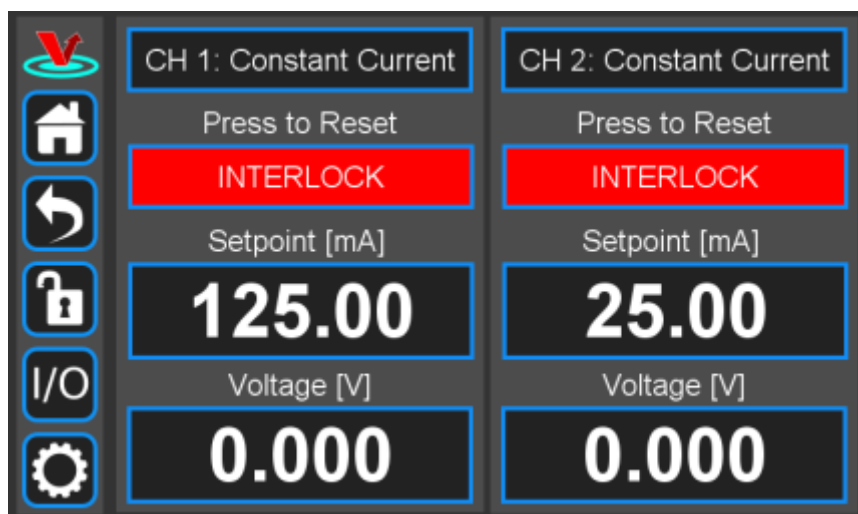 CH 1: Constant Current
Press to Reset
INTERLOCK
Setpoint [mA]
125.00
Voltage [V]
0.000
CH 2: Constant Current
Press to Reset
INTERLOCK
Setpoint [mA]
25.00
Voltage [V]
0.000
I/O